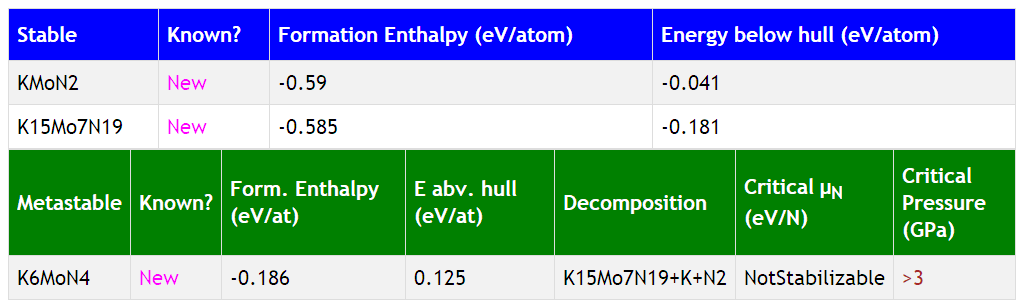 Stable Known? Formation Enthalpy (eV/atom) Energy below hull (eV/atom)
KMoN2 New -0.59 -0.041
K15Mo7N19 New -0.585 -0.181
Metastable Known? Form. Enthalpy (eV/at) E abv. hull (eV/at) Decomposition Critical μN (eV/N) Critical Pressure (GPa)
K6MoN4 New -0.186 0.125 K15Mo7N19+K+N2 NotStabilizable >3